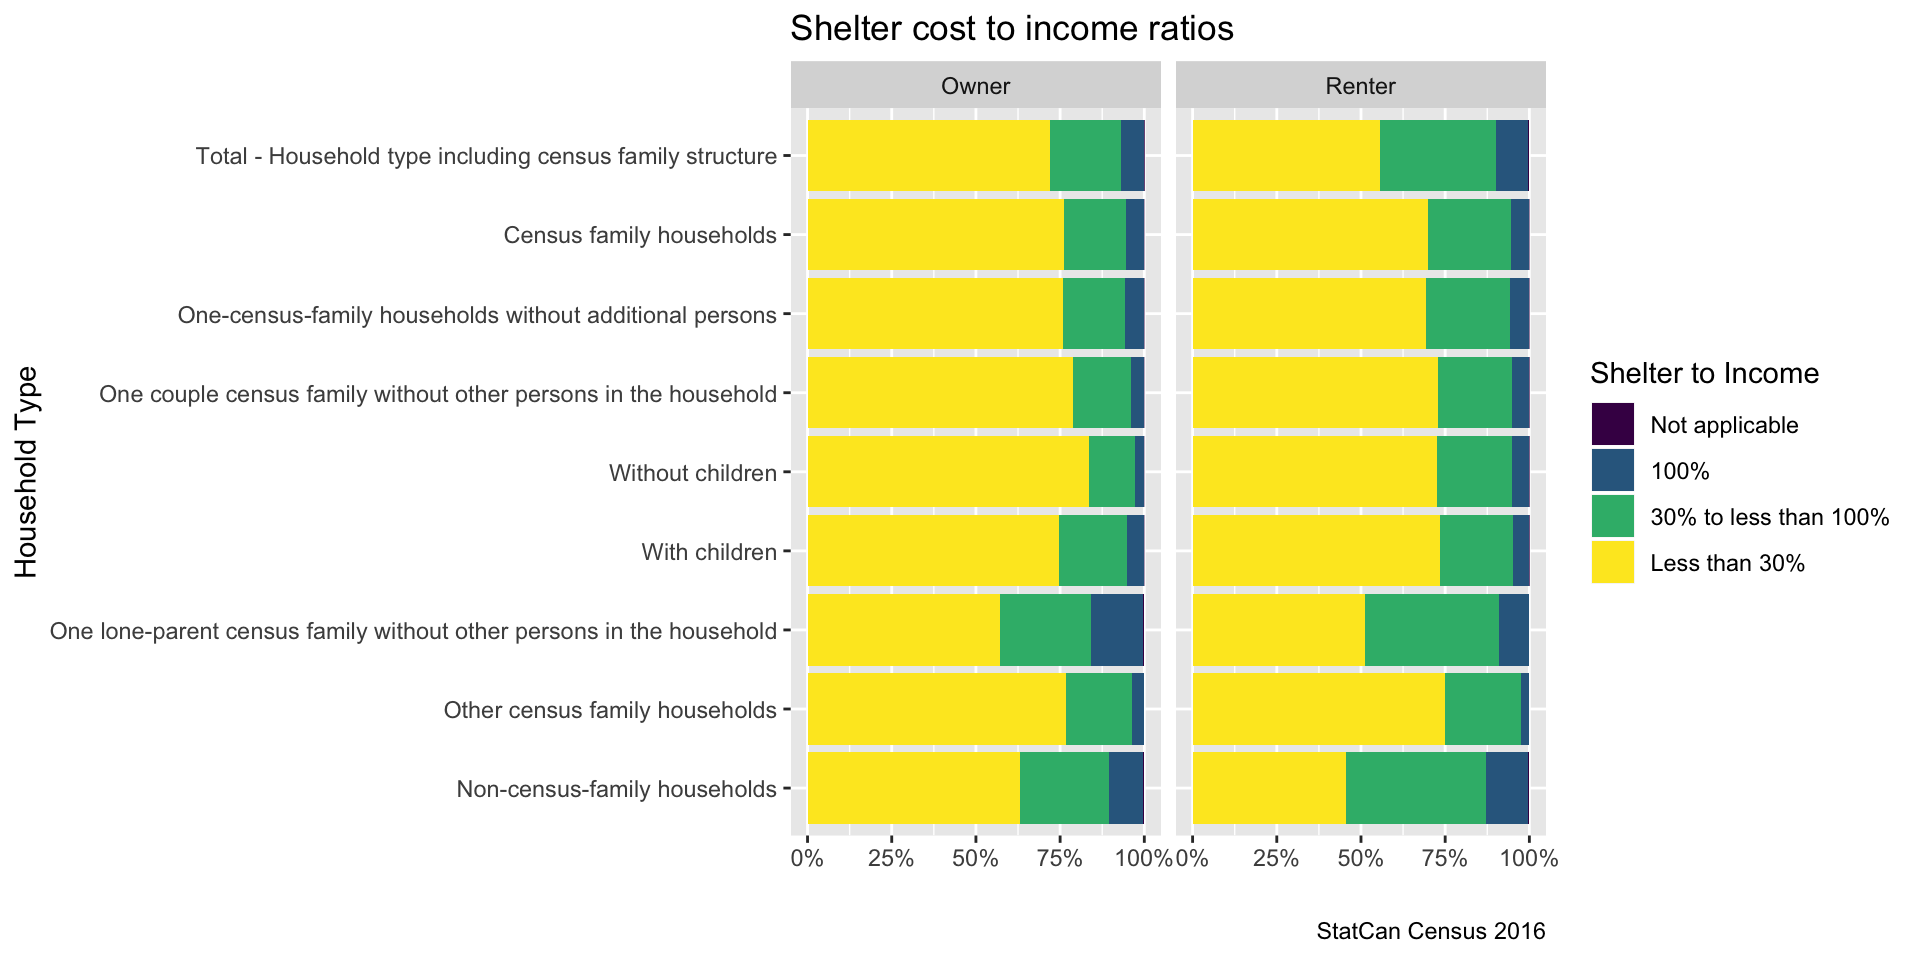 Shelter cost to income ratios
Owner
Renter
Total - Household type including census family structure
Census family households
One-census-family households without additional persons
One couple census family without other persons in the household
Without children
With children
One lone-parent census family without other persons in the household
Other census family households
Non-census-family households
Household Type
0% 25% 50% 75% 100%
0% 25% 50% 75% 100%
Shelter to Income
Not applicable
100%
30% to less than 100%
Less than 30%
StatCan Census 2016